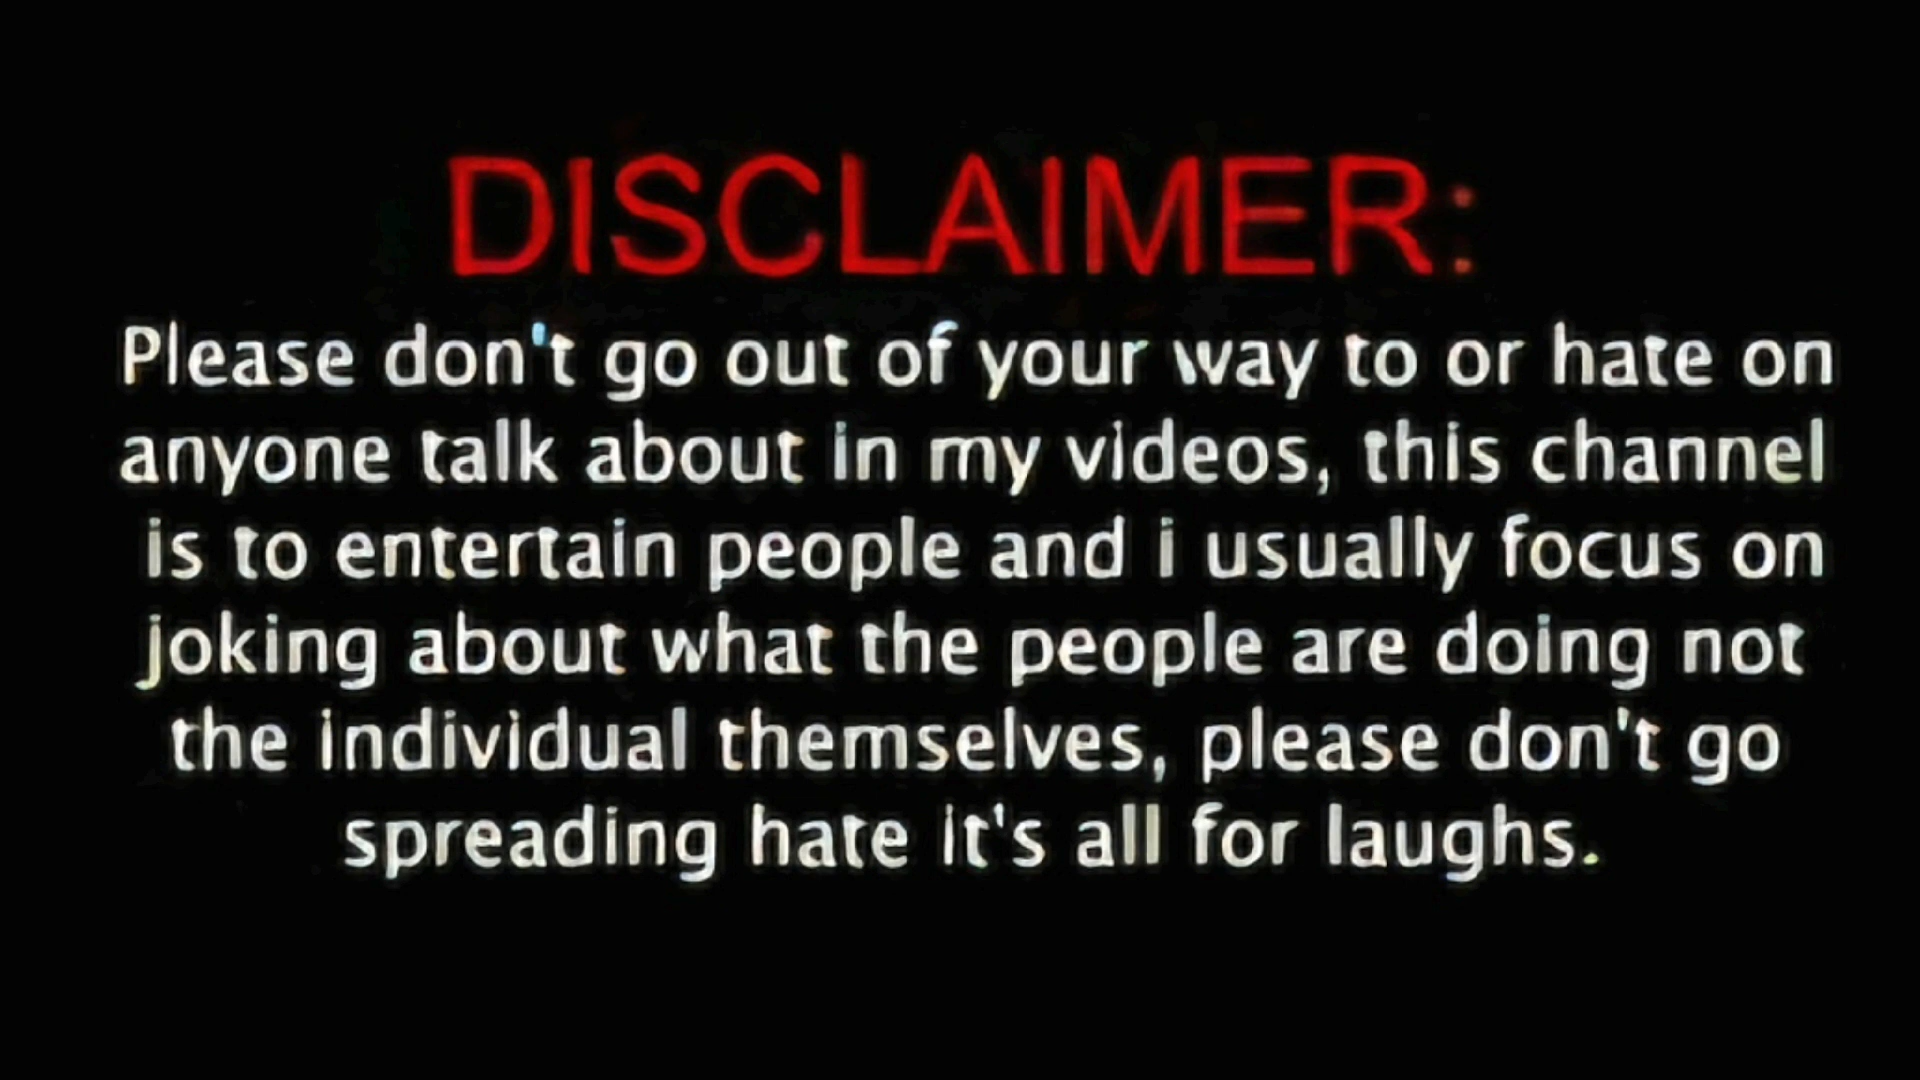 DISCLAIMER:
Please don't go out of your way to or hate on
anyone talk about in my videos, this channel
is to entertain people and i usually focus on
joking about what the people are doing not
the individual themselves, please don't go
spreading hate it's all for laughs.